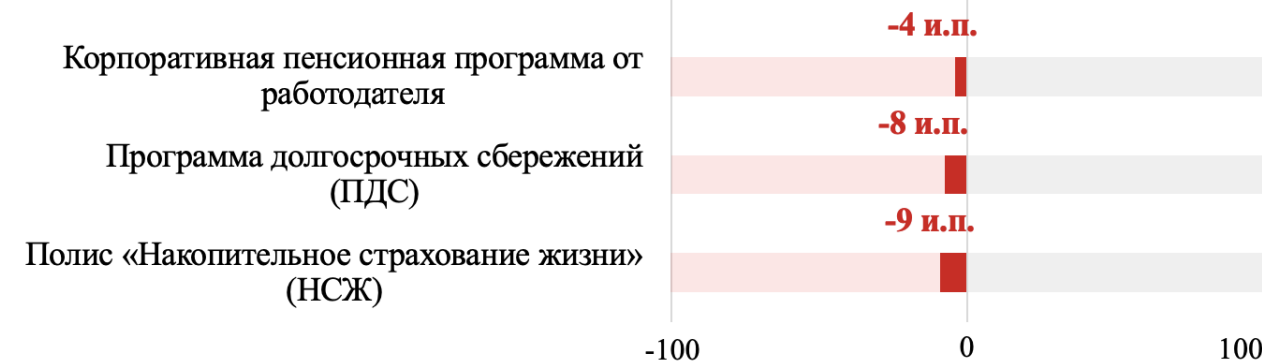 -4 и.п.
Корпоративная пенсионная программа от
работодателя
-8 и.п.
Программа долгосрочных сбережений
(ПДС)
-9 и.п.
Полис «Накопительное страхование жизни»
(НСЖ)
-100 0 100